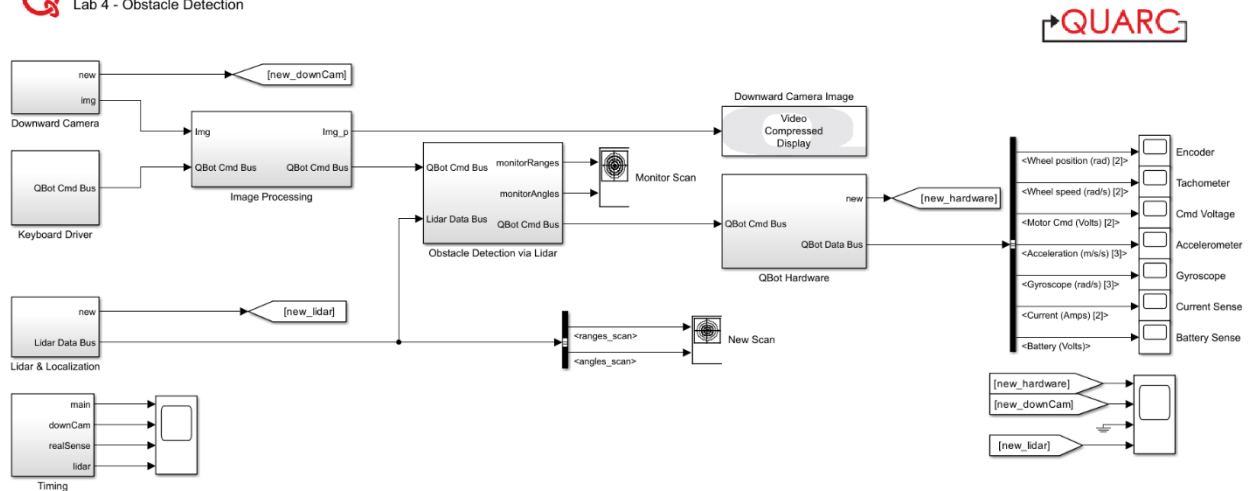 Lab 4 - Obstacle Detection
QUARC
new
img
Downward Camera
[new_downCam]
QBot Cmd Bus
Keyboard Driver
Img
QBot Cmd Bus
Img_p
QBot Cmd Bus
Image Processing
QBot Cmd Bus
Lidar Data Bus
monitorRanges
monitorAngles
QBot Cmd Bus
Obstacle Detection via Lidar
Monitor Scan
Downward Camera Image
Video
Compressed
Display
QBot Cmd Bus
new
QBot Data Bus
QBot Hardware
[new_hardware]
<Wheel position (rad) [2]>
Encoder
<Wheel speed (rad/s) [2]>
Tachometer
<Motor Cmd (Volts) [2]>
Cmd Voltage
<Acceleration (m/s/s) [3]>
Accelerometer
<Gyroscope (rad/s) [3]>
Gyroscope
<Current (Amps) [2]>
Current Sense
<Battery (Volts)>
Battery Sense
new
Lidar Data Bus
Lidar & Localization
[new_lidar]
<ranges_scan>
<angles_scan>
New Scan
main
downCam
realSense
lidar
Timing
[new_hardware]
[new_downCam]
[new_lidar]